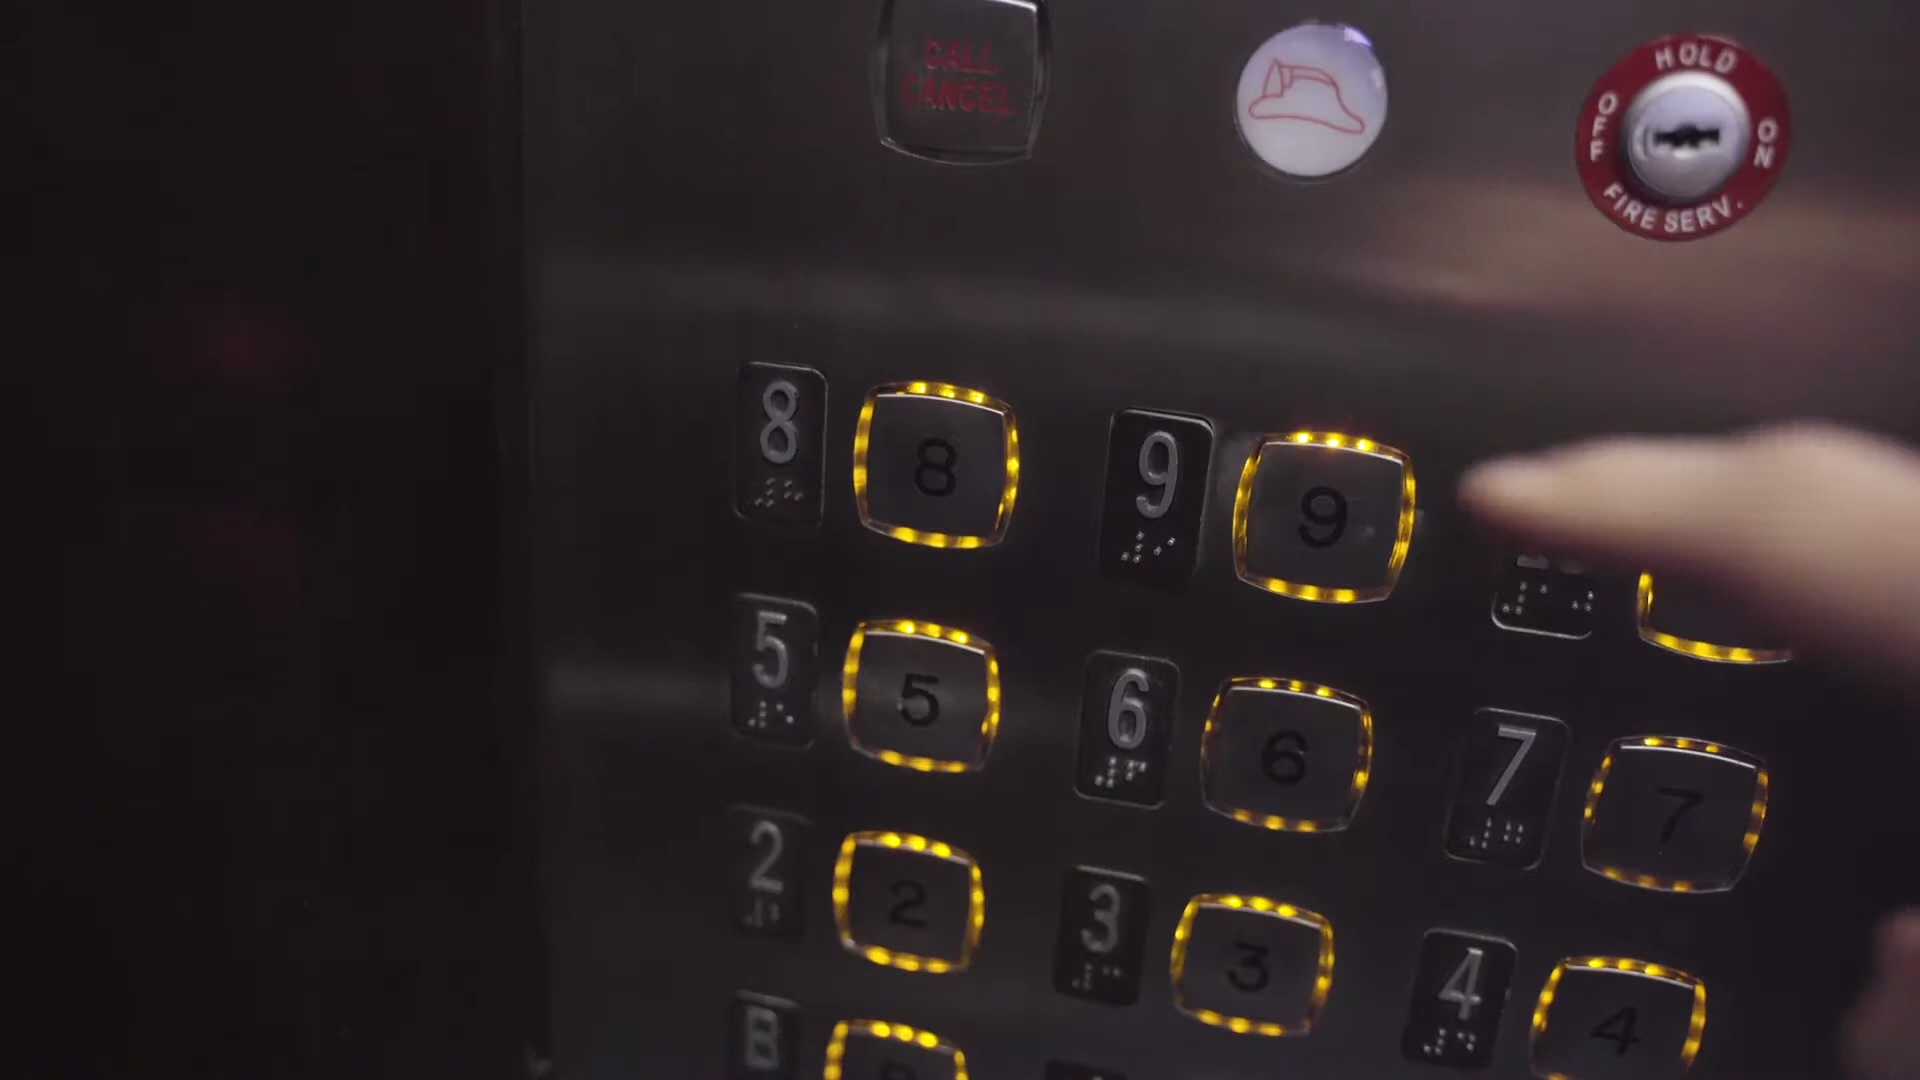 CALL
CANCEL
HOLD
OFF
ON
FIRE SERV.
8 8
9 9
5 5
6 6
7 7
2 2
3 3
4 4
B B